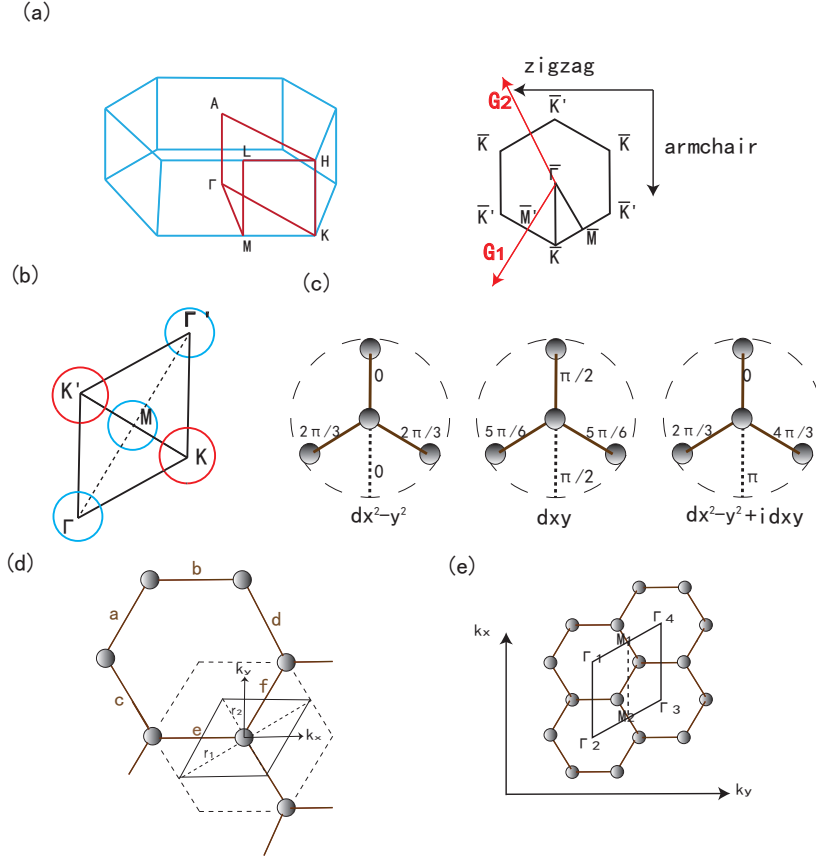 (a)
A
L
H
Γ
M
K
zigzag
G2
K̅'
K̅
K̅
armchair
Γ̅
K̅'
M̅'
K̅'
G1
K̅
M̅
(b)
Γ'
K'
M
K
Γ
(c)
0
2π/3
2π/3
0
dx²−y²
π/2
5π/6
5π/6
π/2
dxy
0
2π/3
4π/3
π
dx²−y²+idxy
(d)
b
a
d
c
ky
f
r₂
e
kx
r₁
(e)
kx
Γ4
M1
Γ1
Γ3
M2
Γ2
ky